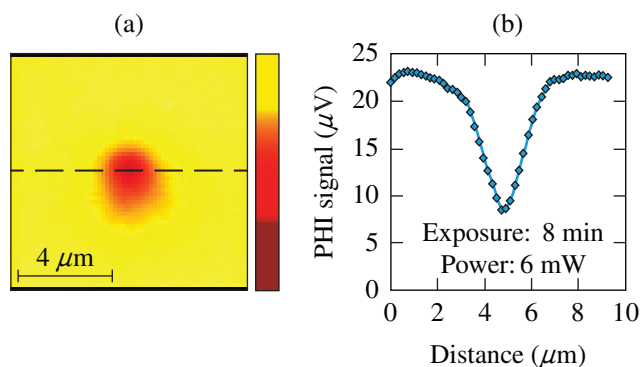 (a)
4 μm
(b)
PHI signal (μV)
25
20
15
10
5
0
Exposure: 8 min
Power: 6 mW
0 2 4 6 8 10
Distance (μm)